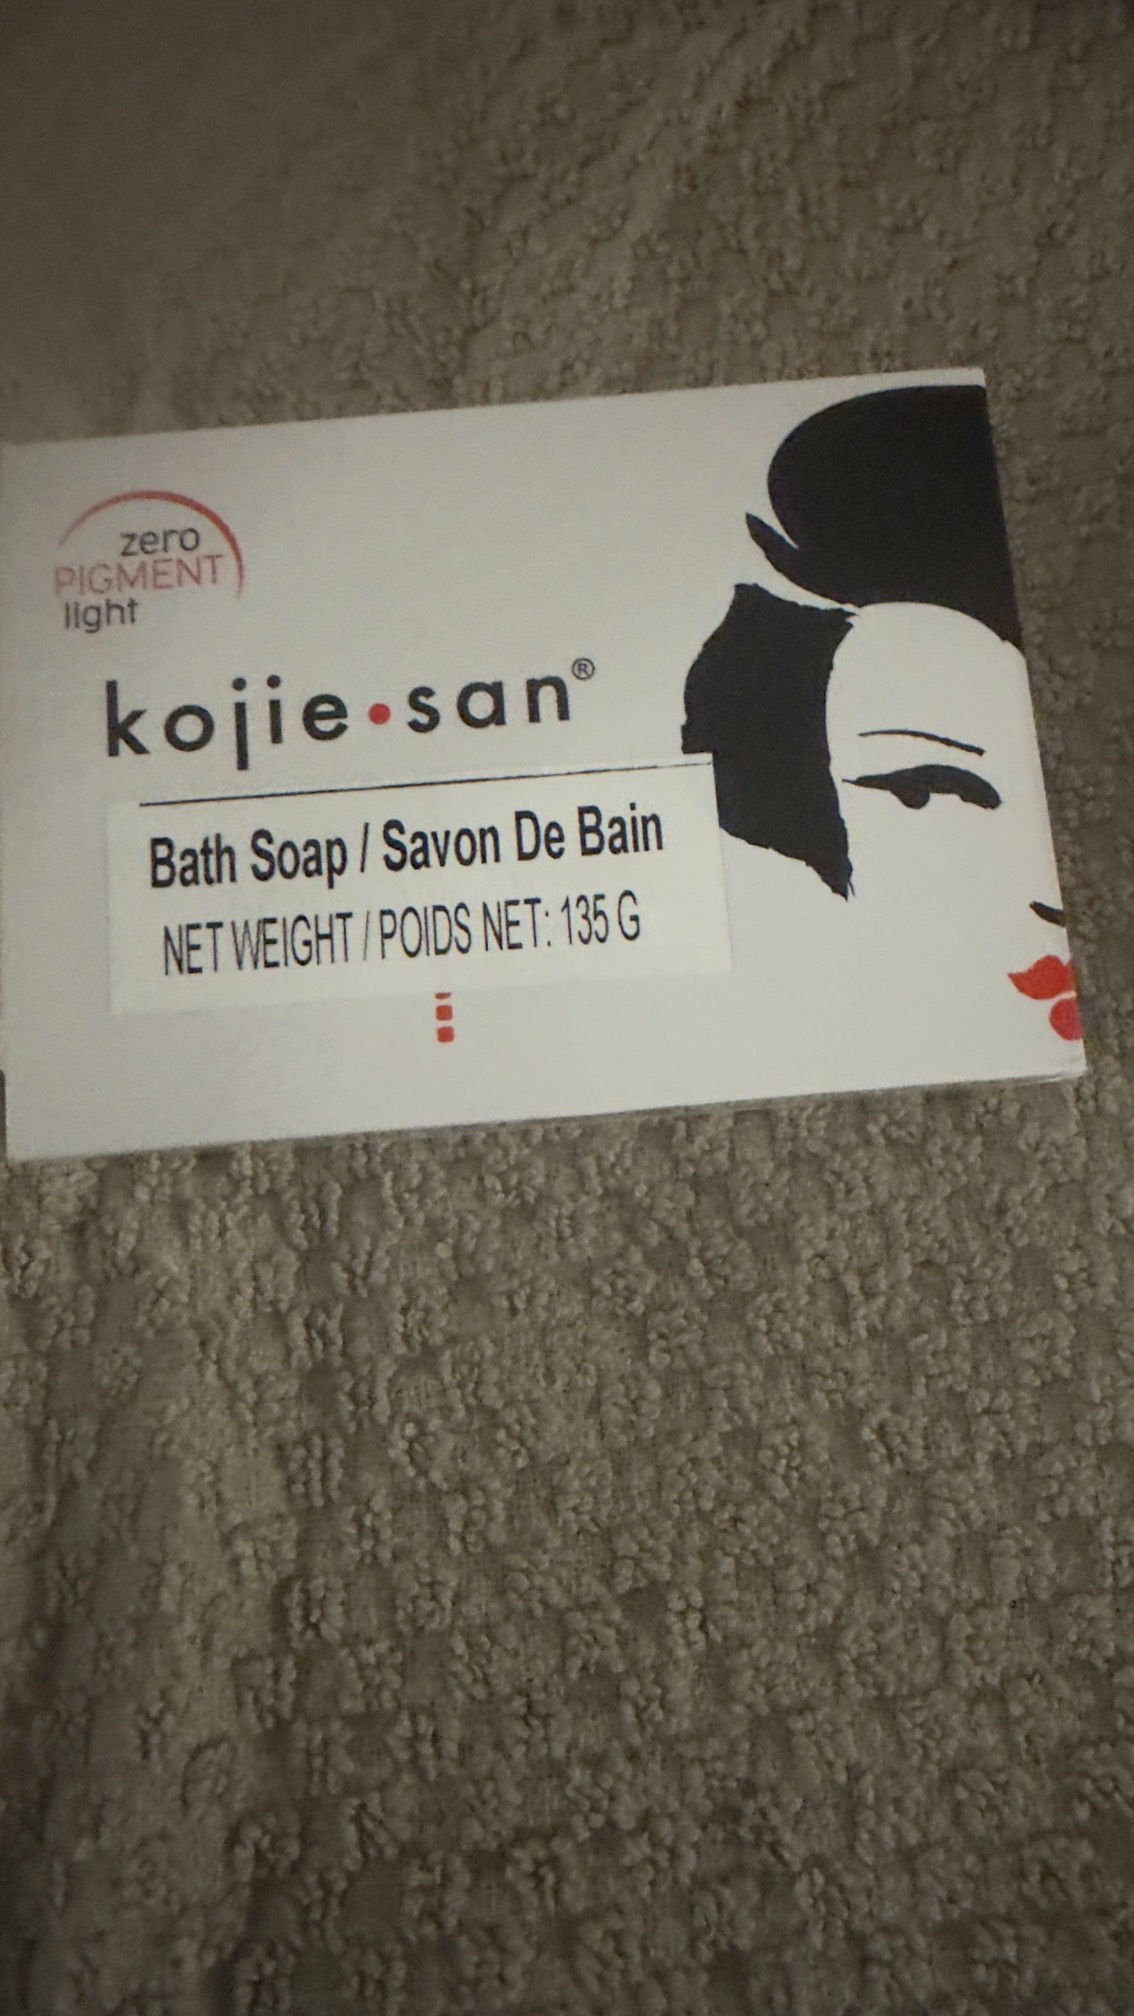 zero
PIGMENT
light
kojie•san®
Bath Soap / Savon De Bain
NET WEIGHT / POIDS NET: 135 G